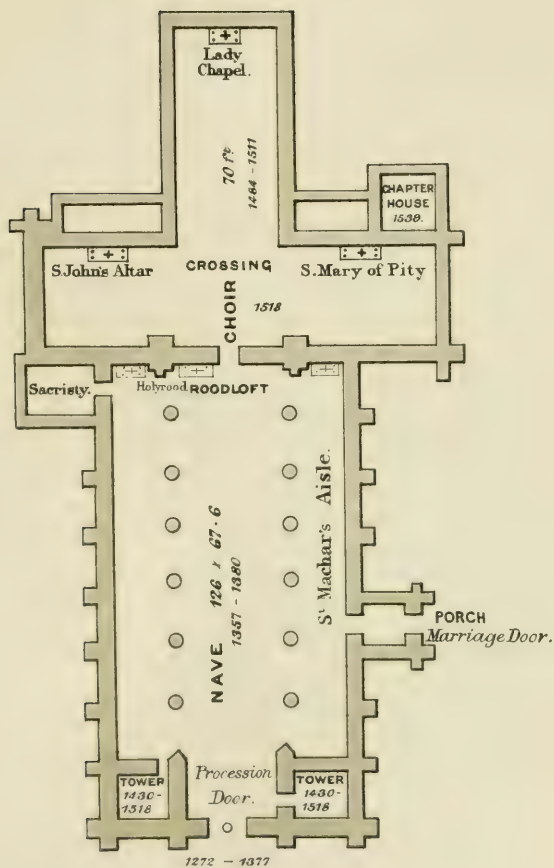 Lady
Chapel.
70 ft
1484 - 1511
CHAPTER
HOUSE
1538.
S. John's Altar
CROSSING
S. Mary of Pity
CHOIR
1518
Sacristy.
Holyrood
ROODLOFT
St Machar's Aisle.
NAVE 126 x 67·6
1357 - 1380
PORCH
Marriage Door.
Procession
Door.
TOWER
1430-
1518
TOWER
1430-
1518
1272 - 1377